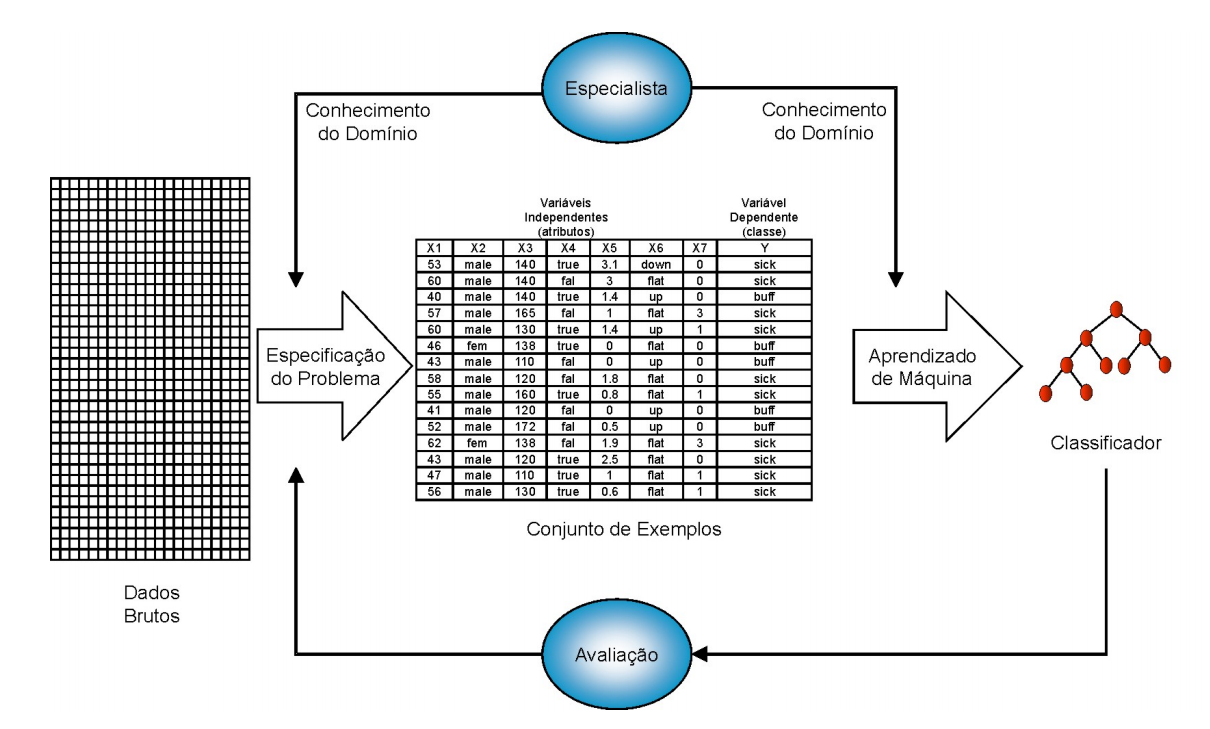 Especialista
Conhecimento
do Domínio
Conhecimento
do Domínio
Variáveis
Independentes
(atributos)
Variável
Dependente
(classe)
X1 X2 X3 X4 X5 X6 X7 Y
53 male 140 true 3.1 down 0 sick
60 male 140 fal 3 flat 0 sick
40 male 140 true 1.4 up 0 buff
57 male 165 fal 1 flat 3 sick
60 male 130 true 1.4 up 1 sick
46 fem 138 true 0 flat 0 buff
43 male 110 fal 0 up 0 buff
58 male 120 fal 1.8 flat 0 sick
55 male 160 true 0.8 flat 1 sick
41 male 120 fal 0 up 0 buff
52 male 172 fal 0.5 up 0 buff
62 fem 138 fal 1.9 flat 3 sick
43 male 120 true 2.5 flat 0 sick
47 male 110 true 1 flat 1 sick
56 male 130 true 0.6 flat 1 sick
Especificação
do Problema
Aprendizado
de Máquina
Classificador
Conjunto de Exemplos
Dados
Brutos
Avaliação